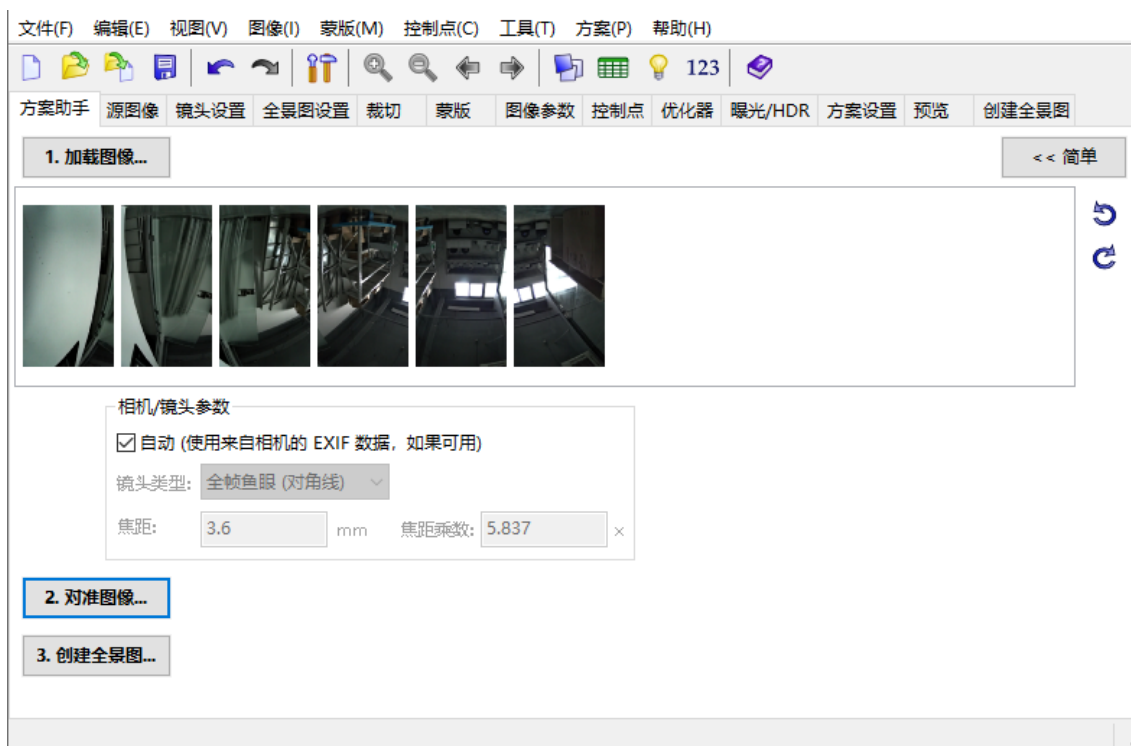 文件(F) 编辑(E) 视图(V) 图像(I) 蒙版(M) 控制点(C) 工具(T) 方案(P) 帮助(H)
123
方案助手 源图像 镜头设置 全景图设置 裁切 蒙版 图像参数 控制点 优化器 曝光/HDR 方案设置 预览 创建全景图
1. 加载图像... << 简单
相机/镜头参数
自动 (使用来自相机的 EXIF 数据，如果可用)
镜头类型: 全帧鱼眼 (对角线)
焦距: 3.6 mm 焦距乘数: 5.837 ×
2. 对准图像...
3. 创建全景图...